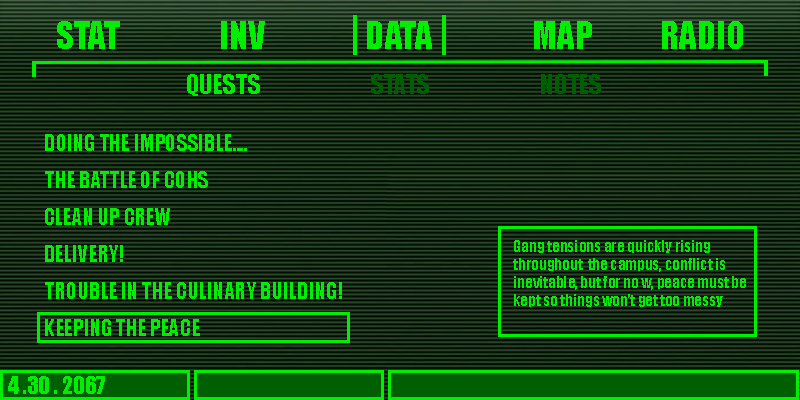 STAT INV DATA MAP RADIO
QUESTS STATS NOTES
DOING THE IMPOSSIBLE...
THE BATTLE OF COHS
CLEAN UP CREW
DELIVERY!
TROUBLE IN THE CULINARY BUILDING!
KEEPING THE PEACE
Gang tensions are quickly rising
throughout the campus, conflict is
inevitable, but for now, peace must be
kept so things won't get too messy
4.30.2067